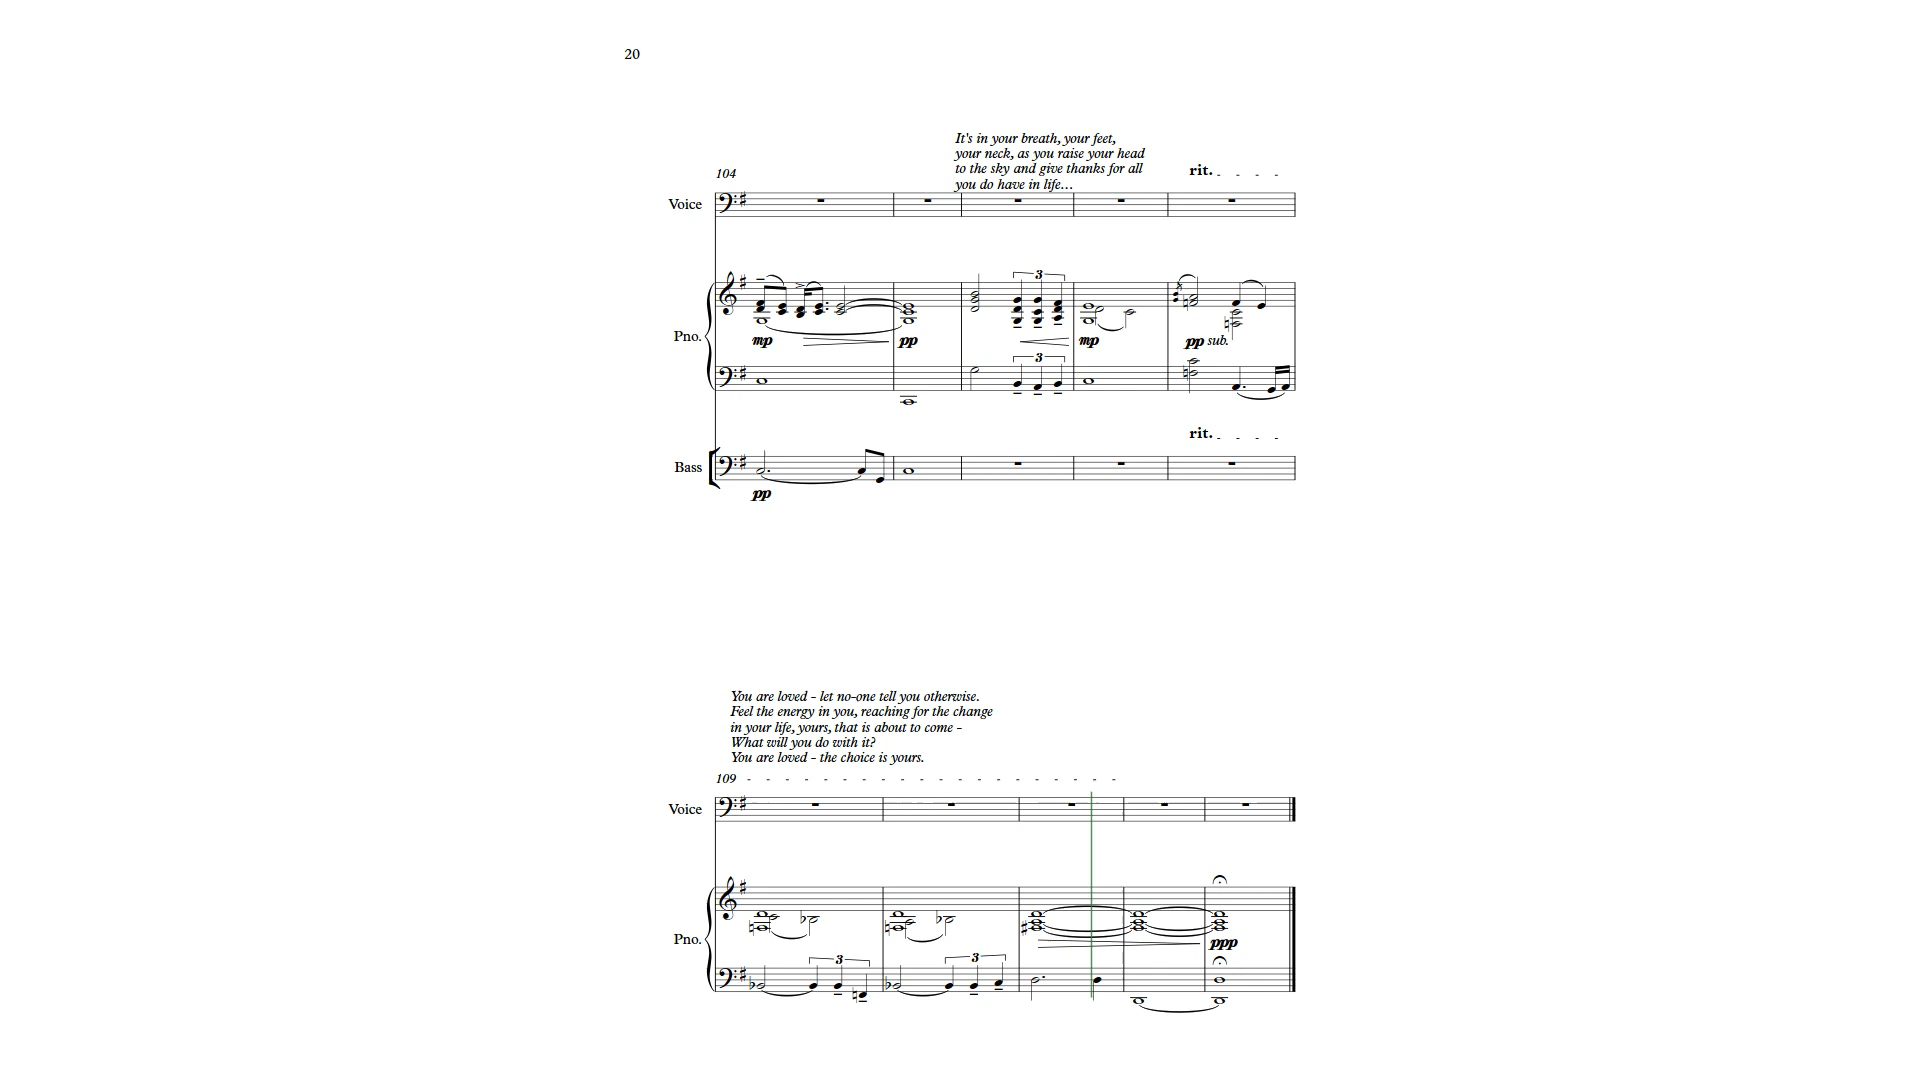 20
It's in your breath, your feet,
your neck, as you raise your head
to the sky and give thanks for all
you do have in life...
104
rit.
Voice
3
Pno.
mp
pp
mp
pp sub.
3
rit.
Bass
pp
You are loved - let no-one tell you otherwise.
Feel the energy in you, reaching for the change
in your life, yours, that is about to come -
What will you do with it?
You are loved - the choice is yours.
109
Voice
Pno.
ppp
3
3